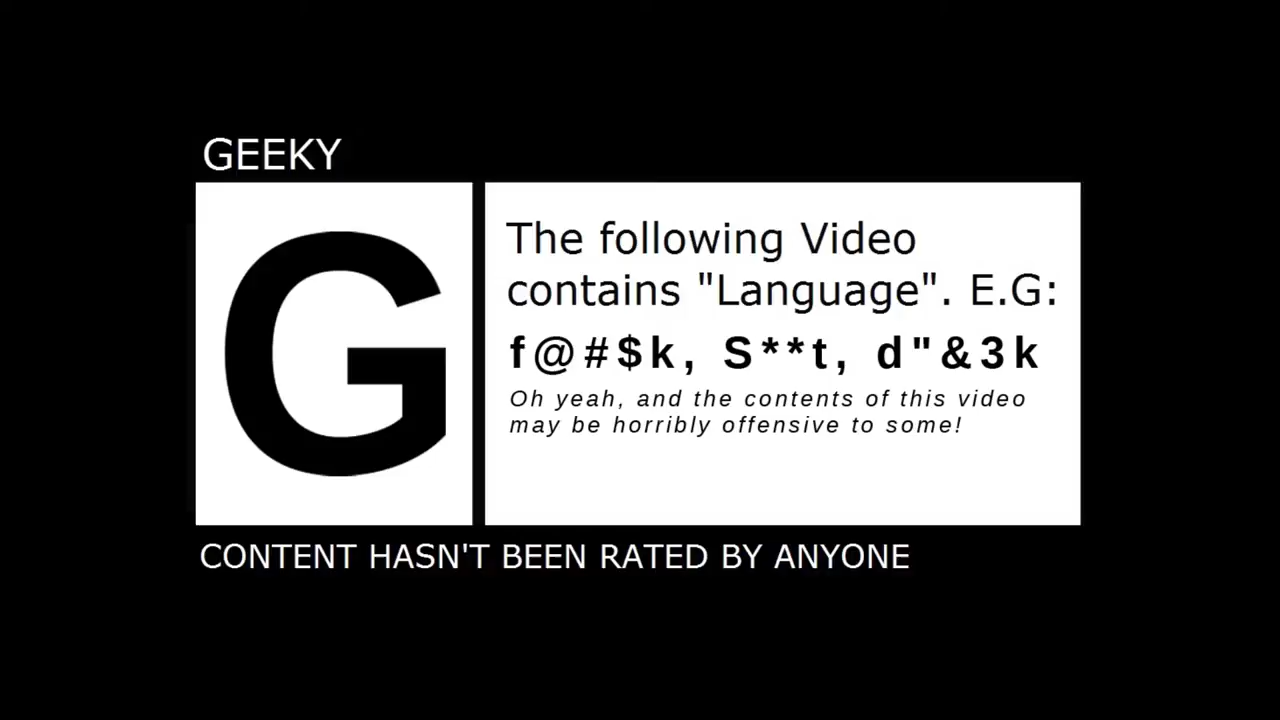 GEEKY
G
The following Video
contains "Language". E.G:
f@#$k, S**t, d"&3k
Oh yeah, and the contents of this video
may be horribly offensive to some!
CONTENT HASN'T BEEN RATED BY ANYONE